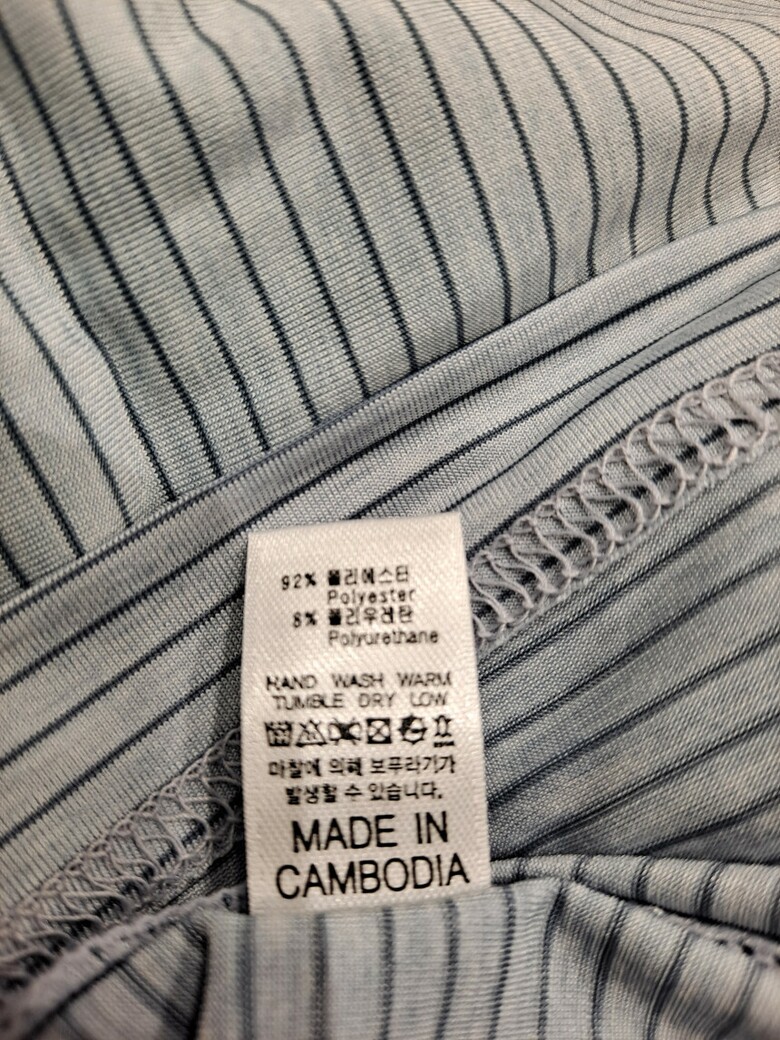 92% 폴리에스터
Polyester
8% 폴리우레탄
Polyurethane
HAND WASH WARM
TUMBLE DRY LOW
마찰에 의해 보푸라기가
발생할 수 있습니다.
MADE IN
CAMBODIA